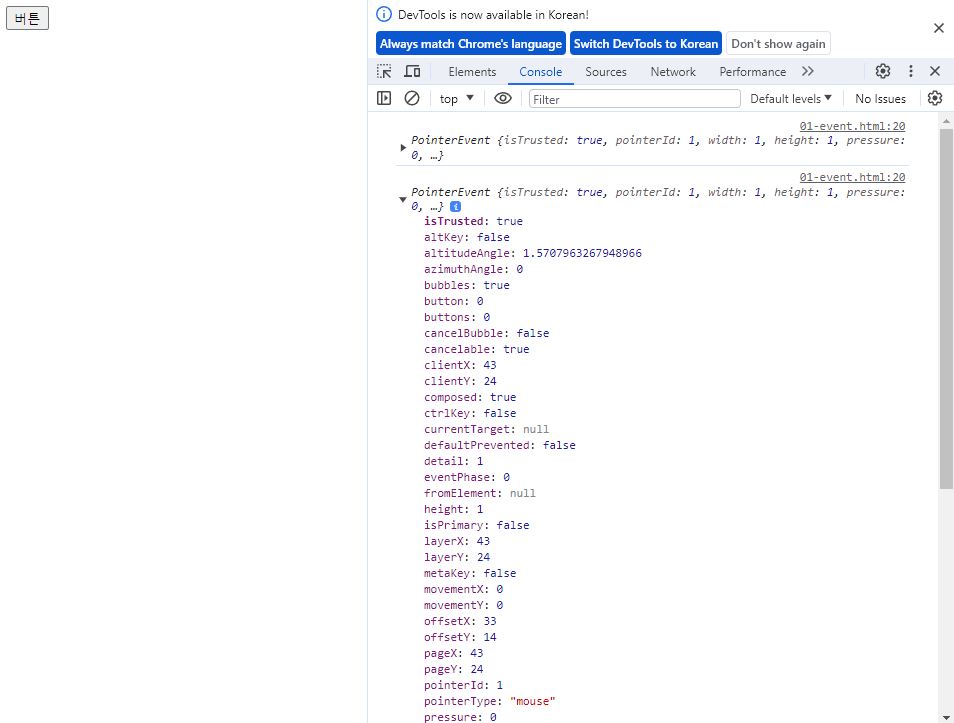 버튼
DevTools is now available in Korean!
Always match Chrome's language Switch DevTools to Korean Don't show again
Elements Console Sources Network Performance
top Filter Default levels No Issues
01-event.html:20
PointerEvent {isTrusted: true, pointerId: 1, width: 1, height: 1, pressure:
0, …}
01-event.html:20
PointerEvent {isTrusted: true, pointerId: 1, width: 1, height: 1, pressure:
0, …}
isTrusted: true
altKey: false
altitudeAngle: 1.5707963267948966
azimuthAngle: 0
bubbles: true
button: 0
buttons: 0
cancelBubble: false
cancelable: true
clientX: 43
clientY: 24
composed: true
ctrlKey: false
currentTarget: null
defaultPrevented: false
detail: 1
eventPhase: 0
fromElement: null
height: 1
isPrimary: false
layerX: 43
layerY: 24
metaKey: false
movementX: 0
movementY: 0
offsetX: 33
offsetY: 14
pageX: 43
pageY: 24
pointerId: 1
pointerType: "mouse"
pressure: 0